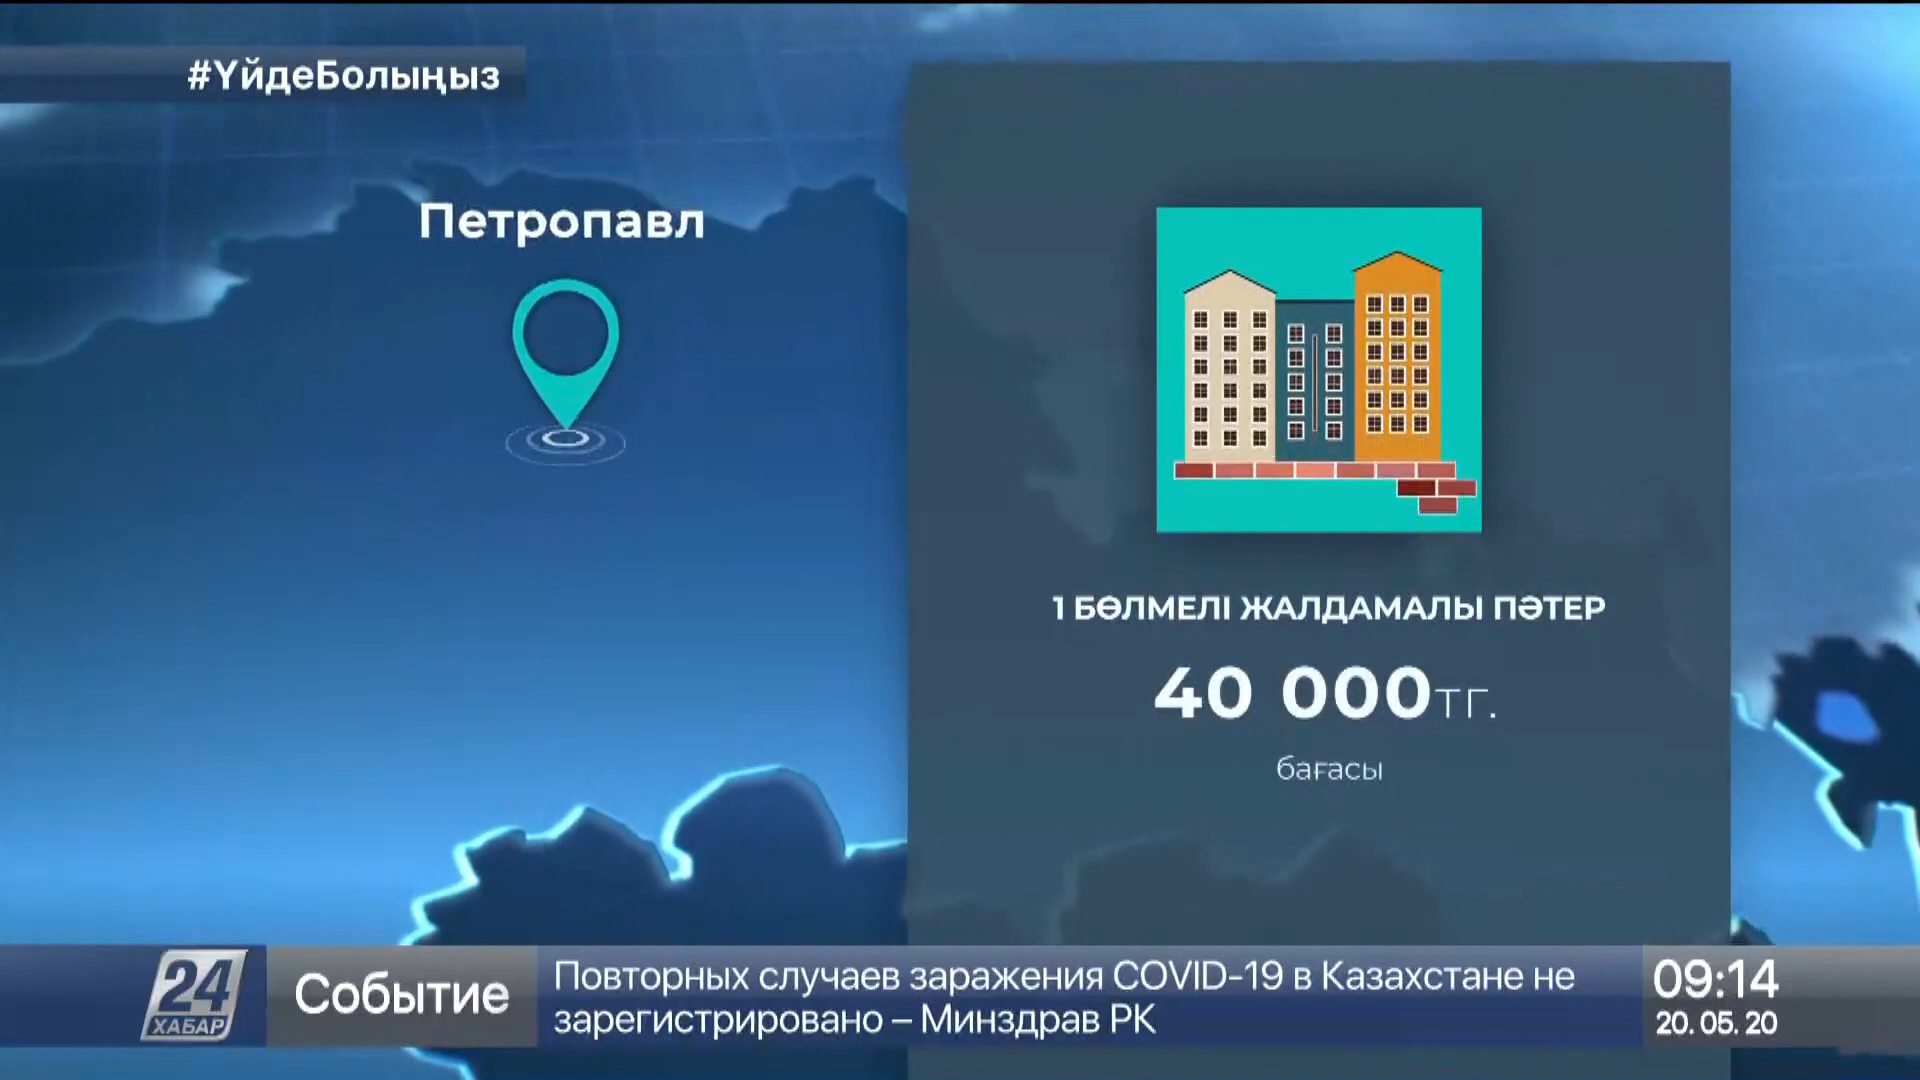 #ҮйдеБолыңыз
Петропавл
1 БӨЛМЕЛІ ЖАЛДАМАЛЫ ПӘТЕР
40 000тг.
бағасы
24
ХАБАР
Событие
Повторных случаев заражения COVID-19 в Казахстане не
зарегистрировано – Минздрав РК
09:14
20. 05. 20